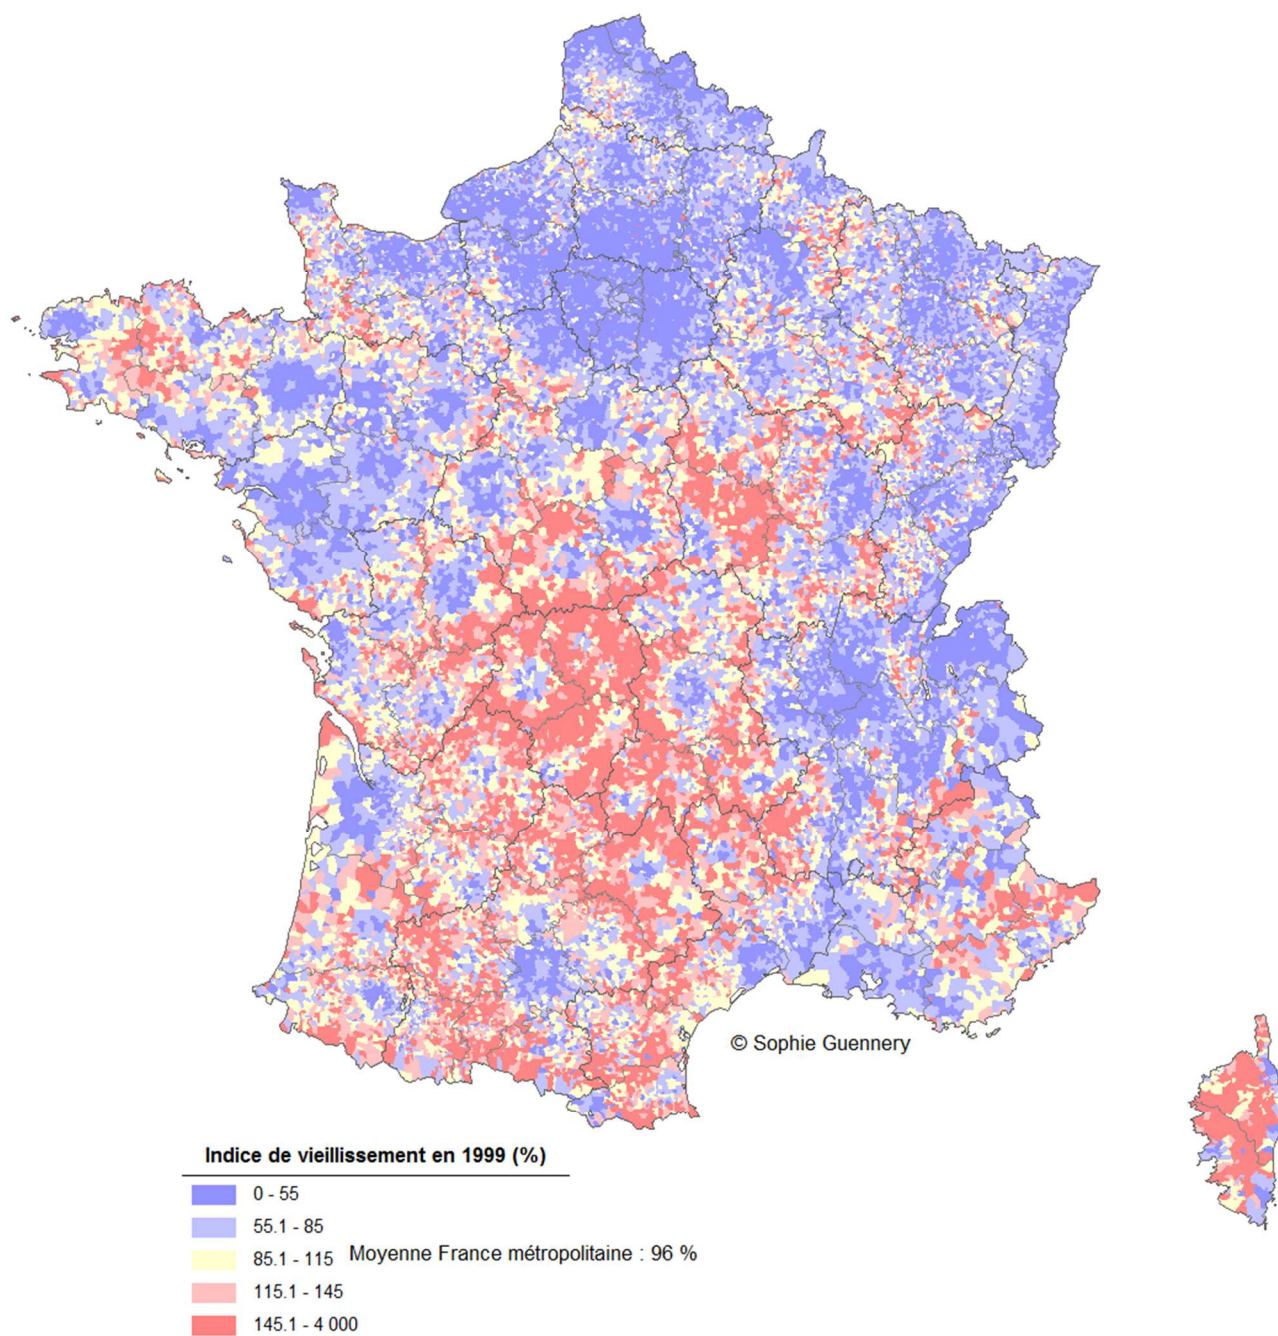 © Sophie Guennery
Indice de vieillissement en 1999 (%)
0 - 55
55.1 - 85
85.1 - 115 Moyenne France métropolitaine : 96 %
115.1 - 145
145.1 - 4 000